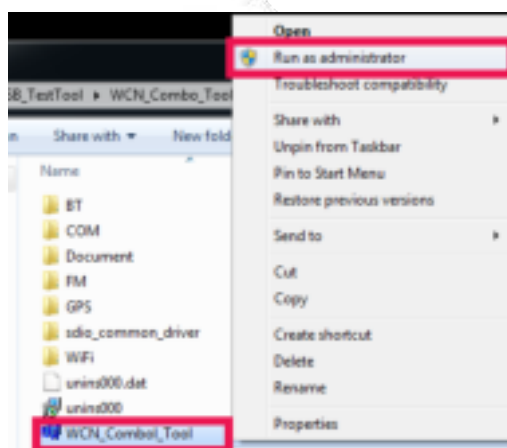 Open
Run as administrator
Troubleshoot compatibility
Share with
Unpin from Taskbar
Pin to Start Menu
Restore previous versions
Send to
Cut
Copy
Create shortcut
Delete
Rename
Properties
SB_TestTool ▸ WCN_Combo_Tool
Share with
New fold
Name
BT
COM
Document
FM
GPS
sdio_common_driver
WiFi
unins000.dat
unins000
WCN_Combol_Tool